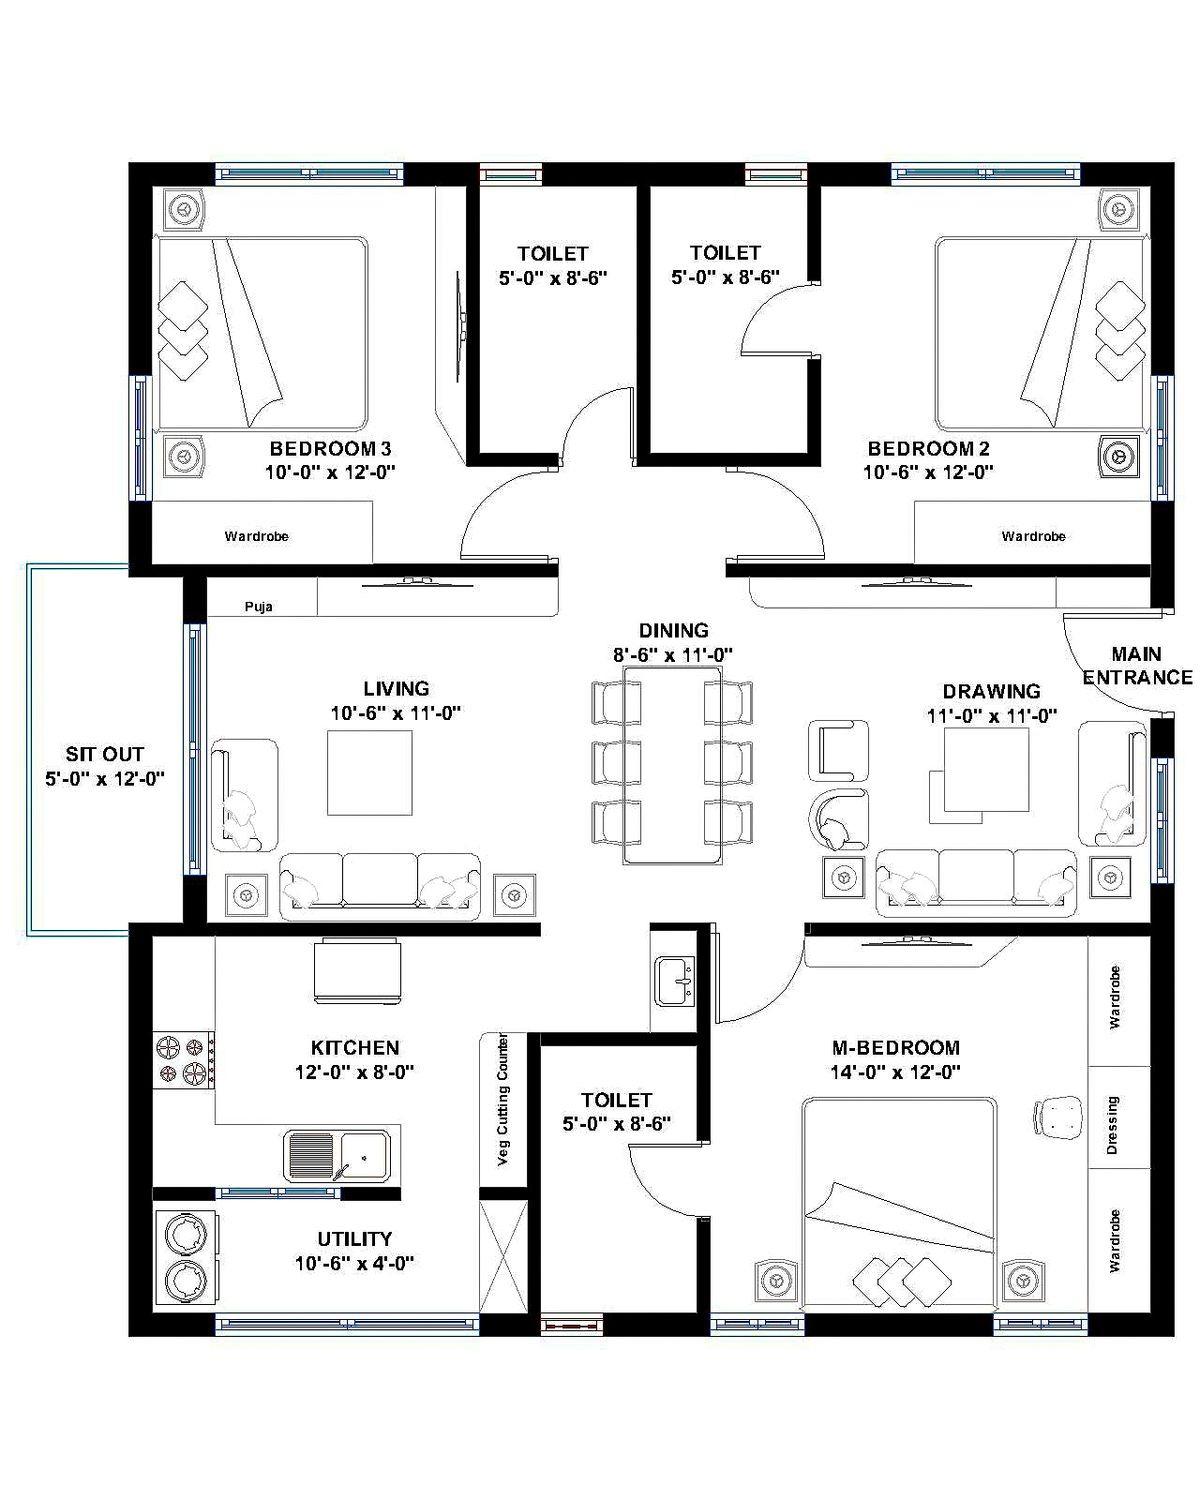 TOILET
5'-0" x 8'-6"
TOILET
5'-0" x 8'-6"
BEDROOM 3
10'-0" x 12'-0"
BEDROOM 2
10'-6" x 12'-0"
Wardrobe
Wardrobe
Puja
DINING
8'-6" x 11'-0"
MAIN
ENTRANCE
LIVING
10'-6" x 11'-0"
DRAWING
11'-0" x 11'-0"
SIT OUT
5'-0" x 12'-0"
KITCHEN
12'-0" x 8'-0"
Veg Cutting Counter
M-BEDROOM
14'-0" x 12'-0"
Wardrobe
TOILET
5'-0" x 8'-6"
Dressing
UTILITY
10'-6" x 4'-0"
Wardrobe